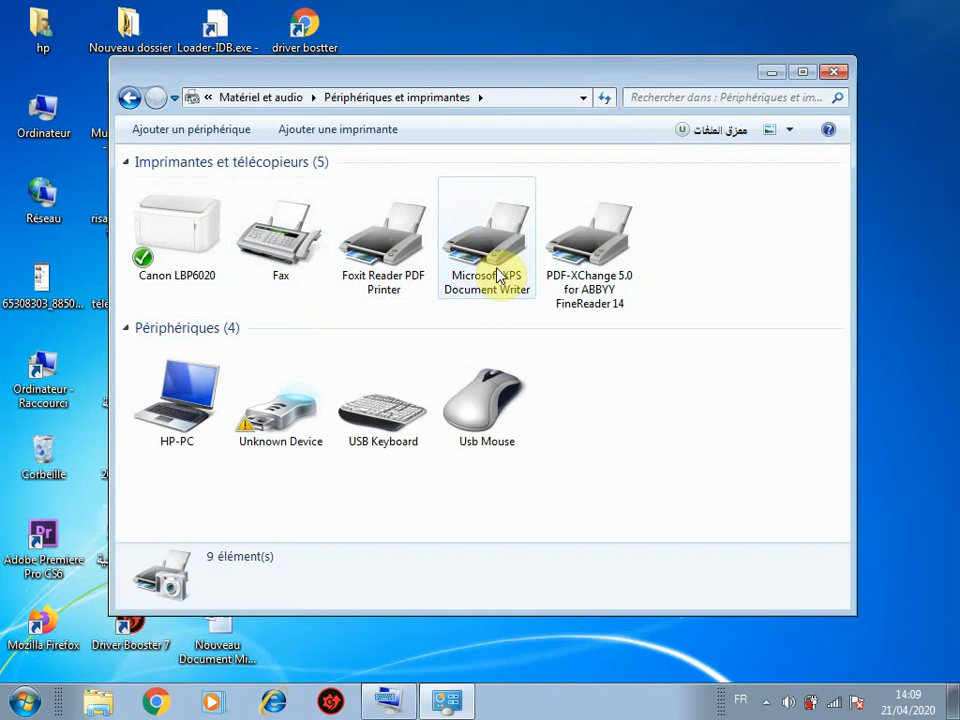 hp
Nouveau dossier
Loader-IDB.exe -
driver bostter
Ordinateur
Mu
Réseau
risa
65308303_8850...
télé
Ordinateur -
Raccourci
Corbeille
Adobe Premiere
Pro CS6
Mozilla Firefox
Driver Booster 7
Nouveau
Document Mi...
«
Matériel et audio
Périphériques et imprimantes
Rechercher dans : Périphériques et im...
Ajouter un périphérique
Ajouter une imprimante
ممزق الملفات
Imprimantes et télécopieurs (5)
Canon LBP6020
Fax
Foxit Reader PDF
Printer
Microsoft XPS
Document Writer
PDF-XChange 5.0
for ABBYY
FineReader 14
Périphériques (4)
HP-PC
Unknown Device
USB Keyboard
Usb Mouse
9 élément(s)
FR
14:09
21/04/2020